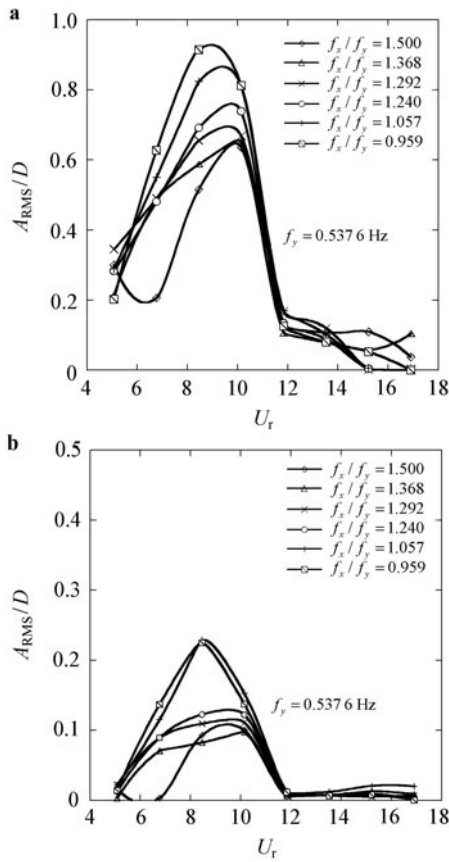 a
1.0
0.8
0.6
0.4
0.2
0
A_RMS/D
f_x/f_y=1.500
f_x/f_y=1.368
f_x/f_y=1.292
f_x/f_y=1.240
f_x/f_y=1.057
f_x/f_y=0.959
f_y=0.537 6 Hz
4 6 8 10 12 14 16 18
U_r
b
0.5
0.4
0.3
0.2
0.1
0
A_RMS/D
f_x/f_y=1.500
f_x/f_y=1.368
f_x/f_y=1.292
f_x/f_y=1.240
f_x/f_y=1.057
f_x/f_y=0.959
f_y=0.537 6 Hz
4 6 8 10 12 14 16 18
U_r